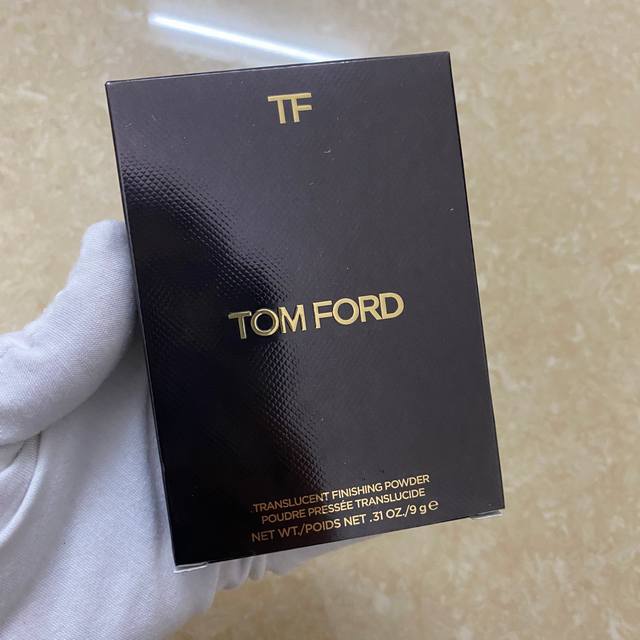 TF
TOM FORD
TRANSLUCENT FINISHING POWDER
POUDRE PRESSÉE TRANSLUCIDE
NET WT./POIDS NET .31 OZ./9 g ℮